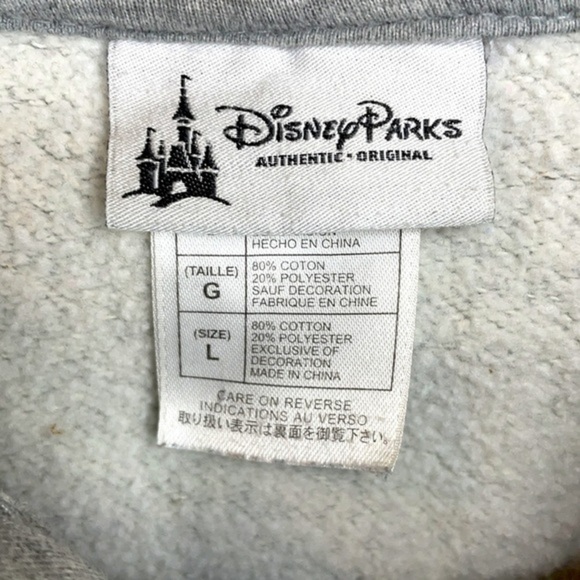 Disney Parks
AUTHENTIC • ORIGINAL
HECHO EN CHINA
(TAILLE)
G
80% COTON
20% POLYESTER
SAUF DECORATION
FABRIQUE EN CHINE
(SIZE)
L
80% COTTON
20% POLYESTER
EXCLUSIVE OF
DECORATION
MADE IN CHINA
CARE ON REVERSE
INDICATIONS AU VERSO
取り扱い表示は裏面を御覧下さい。